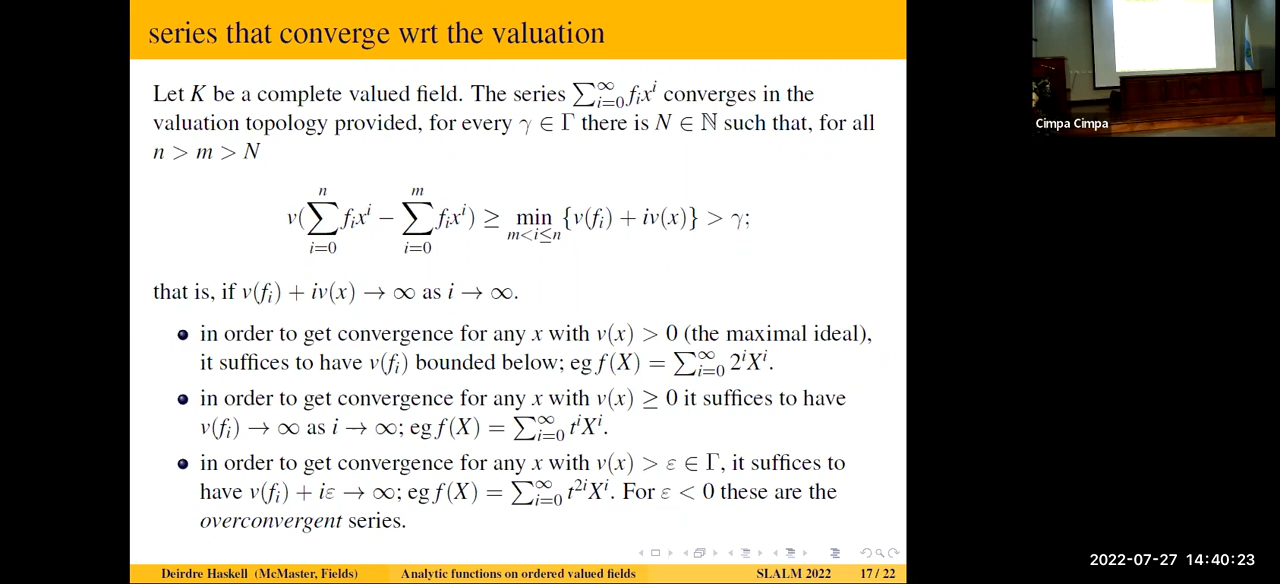 series that converge wrt the valuation
Let K be a complete valued field. The series ∑_{i=0}^{∞} f_i x^i converges in the
valuation topology provided, for every γ ∈ Γ there is N ∈ ℕ such that, for all
n > m > N
v(∑_{i=0}^{n} f_i x^i − ∑_{i=0}^{m} f_i x^i) ≥ min_{m<i≤n} {v(f_i) + iv(x)} > γ;
that is, if v(f_i) + iv(x) → ∞ as i → ∞.
• in order to get convergence for any x with v(x) > 0 (the maximal ideal),
it suffices to have v(f_i) bounded below; eg f(X) = ∑_{i=0}^{∞} 2^i X^i.
• in order to get convergence for any x with v(x) ≥ 0 it suffices to have
v(f_i) → ∞ as i → ∞; eg f(X) = ∑_{i=0}^{∞} t^i X^i.
• in order to get convergence for any x with v(x) > ε ∈ Γ, it suffices to
have v(f_i) + iε → ∞; eg f(X) = ∑_{i=0}^{∞} t^{2i} X^i. For ε < 0 these are the
overconvergent series.
Deirdre Haskell (McMaster, Fields) Analytic functions on ordered valued fields SLALM 2022 17 / 22
Cimpa Cimpa
2022-07-27 14:40:23